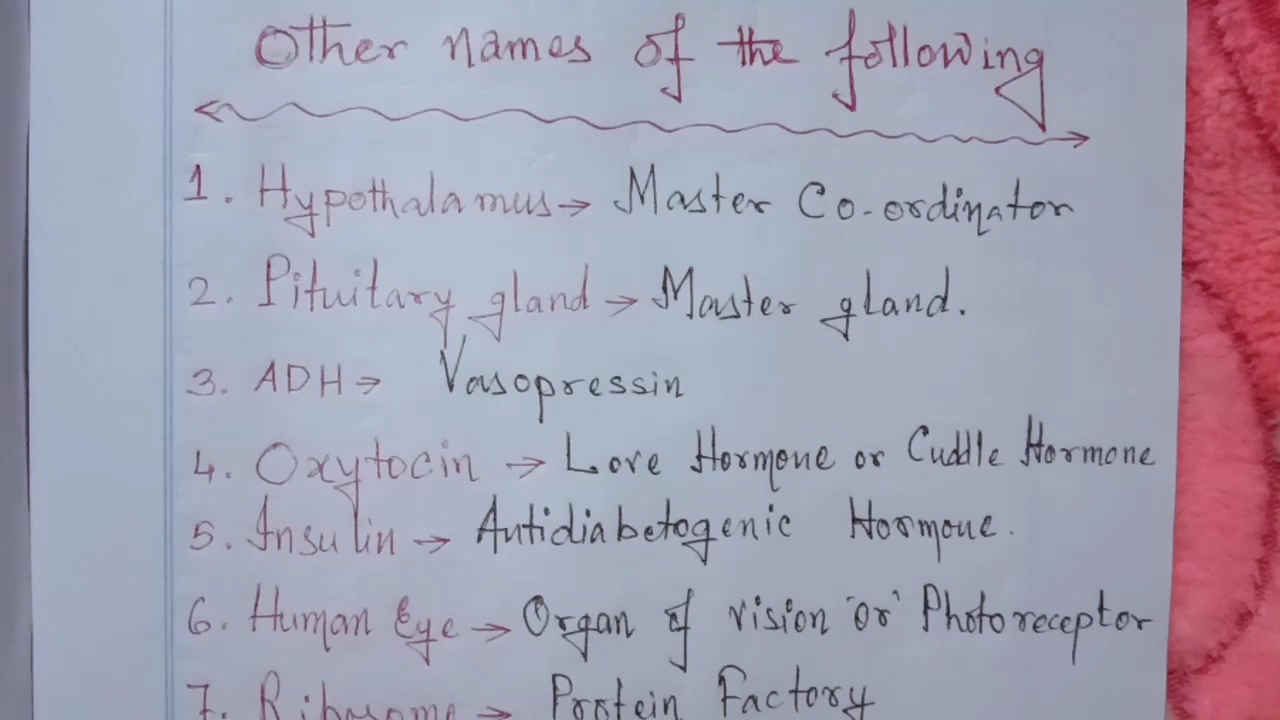 Other names of the following
1. Hypothalamus → Master Co-ordinator
2. Pituitary gland → Master gland.
3. ADH → Vasopressin
4. Oxytocin → Love Hormone or Cuddle Hormone
5. Insulin → Antidiabetogenic Hormone.
6. Human Eye → Organ of vision "or" Photoreceptor
7. Ribosome → Protein Factory